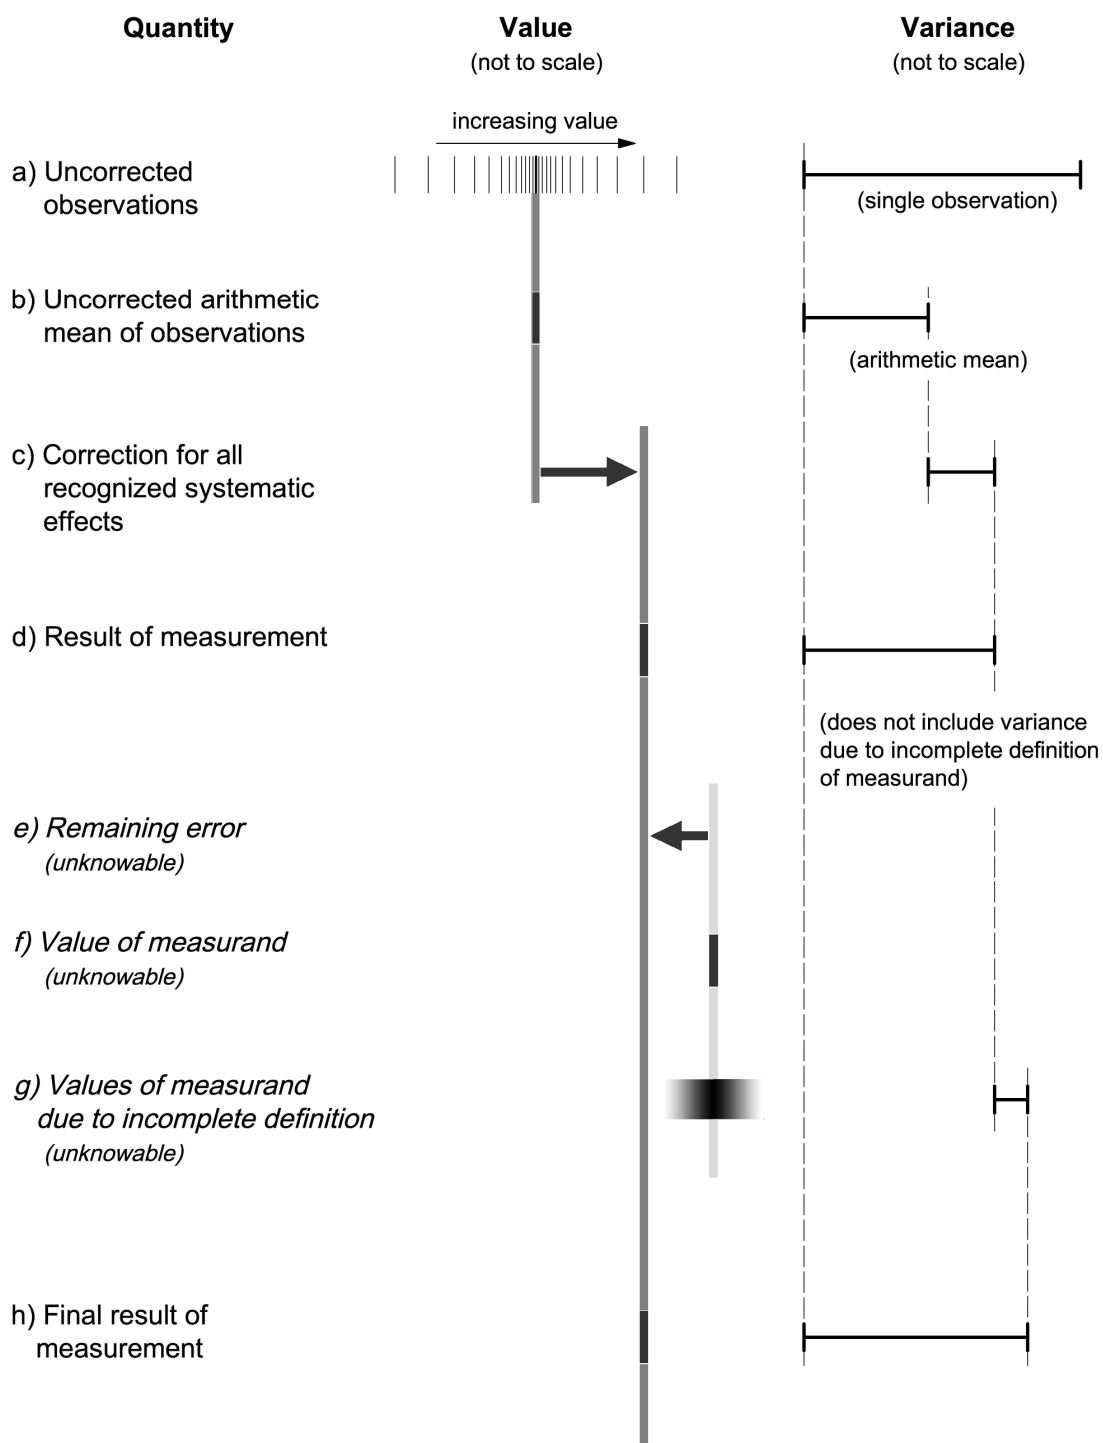 Quantity
Value
Variance
(not to scale)
(not to scale)
increasing value
a) Uncorrected
observations
(single observation)
b) Uncorrected arithmetic
mean of observations
(arithmetic mean)
c) Correction for all
recognized systematic
effects
d) Result of measurement
(does not include variance
due to incomplete definition
of measurand)
e) Remaining error
(unknowable)
f) Value of measurand
(unknowable)
g) Values of measurand
due to incomplete definition
(unknowable)
h) Final result of
measurement